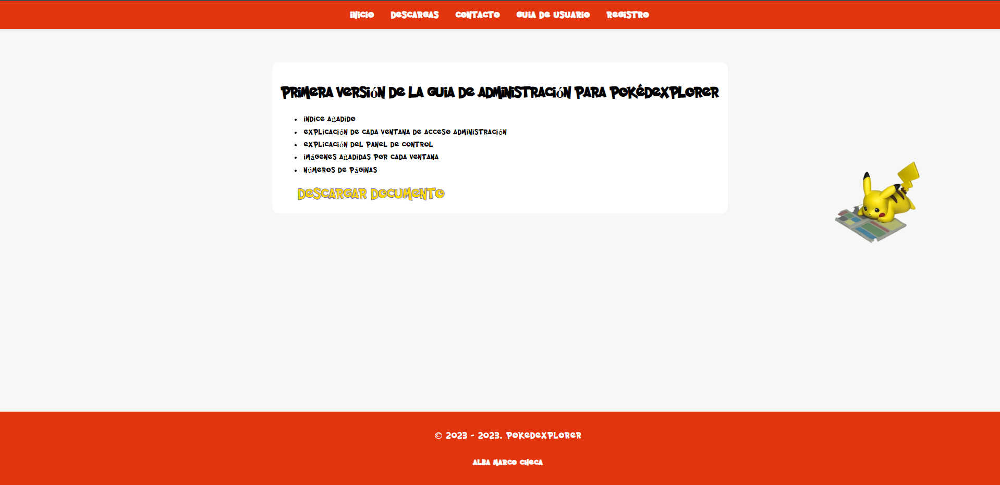 INICIO DESCARGAS CONTACTO GUIA DE USUARIO REGISTRO
PRIMERA VERSIÓN DE LA GUIA DE ADMINISTRACIÓN PARA POKÉDEXPLORER
INDICE AÑADIDO
EXPLICACIÓN DE CADA VENTANA DE ACCESO ADMINISTRACIÓN
EXPLICACIÓN DEL PANEL DE CONTROL
IMÁGENES AÑADIDAS POR CADA VENTANA
NÚMEROS DE PÁGINAS
DESCARGAR DOCUMENTO
© 2023 - 2023. POKEDEXPLORER
ALBA MARCO CHECA